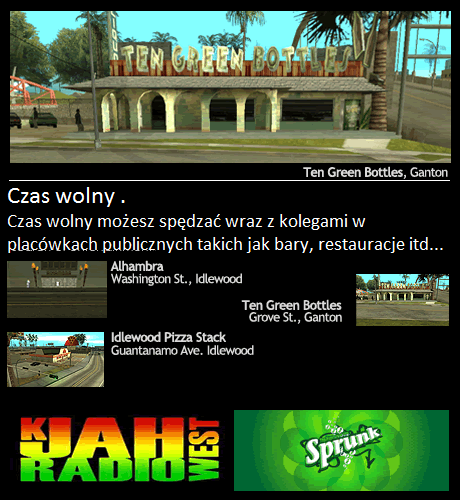 TEN GREEN BOTTLES
Ten Green Bottles, Ganton
Czas wolny .
Czas wolny możesz spędzać wraz z kolegami w
placówkach publicznych takich jak bary, restauracje itd...
Alhambra
Washington St., Idlewood
Ten Green Bottles
Grove St., Ganton
Idlewood Pizza Stack
Guantanamo Ave. Idlewood
K JAH
RADIO
WEST
Sprunk